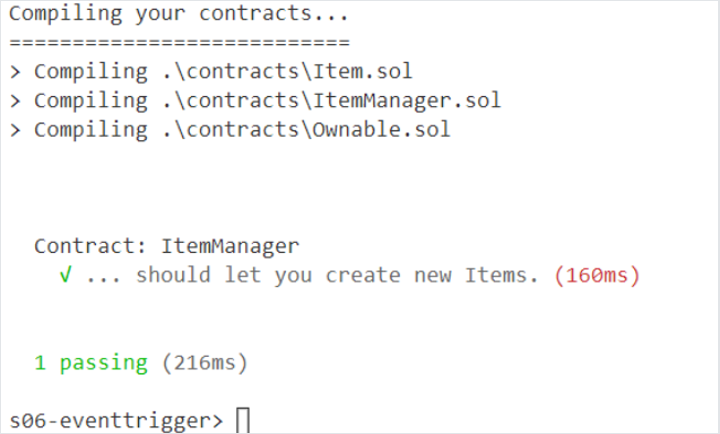 Compiling your contracts...
===========================
> Compiling .\contracts\Item.sol
> Compiling .\contracts\ItemManager.sol
> Compiling .\contracts\Ownable.sol
Contract: ItemManager
√ ... should let you create new Items. (160ms)
1 passing (216ms)
s06-eventtrigger>